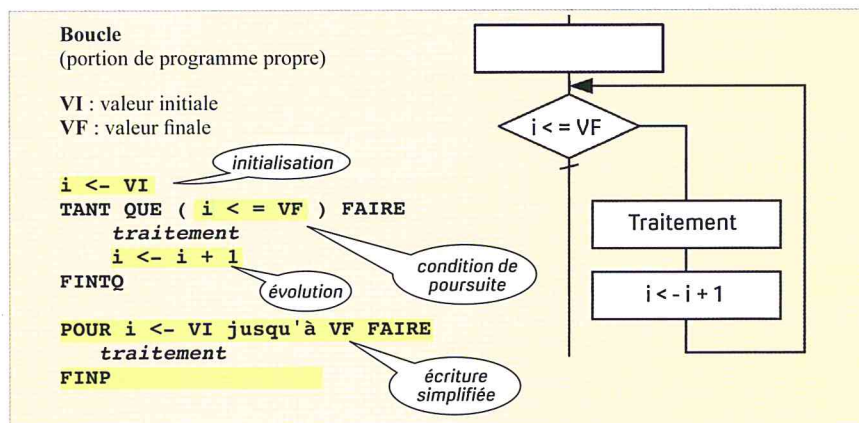 Boucle
(portion de programme propre)
VI : valeur initiale
VF : valeur finale
initialisation
i <- VI
TANT QUE ( i < = VF ) FAIRE
traitement
i <- i + 1
condition de
poursuite
FINTQ
évolution
POUR i <- VI jusqu'à VF FAIRE
traitement
FINP
écriture
simplifiée
i < = VF
Traitement
i < - i + 1